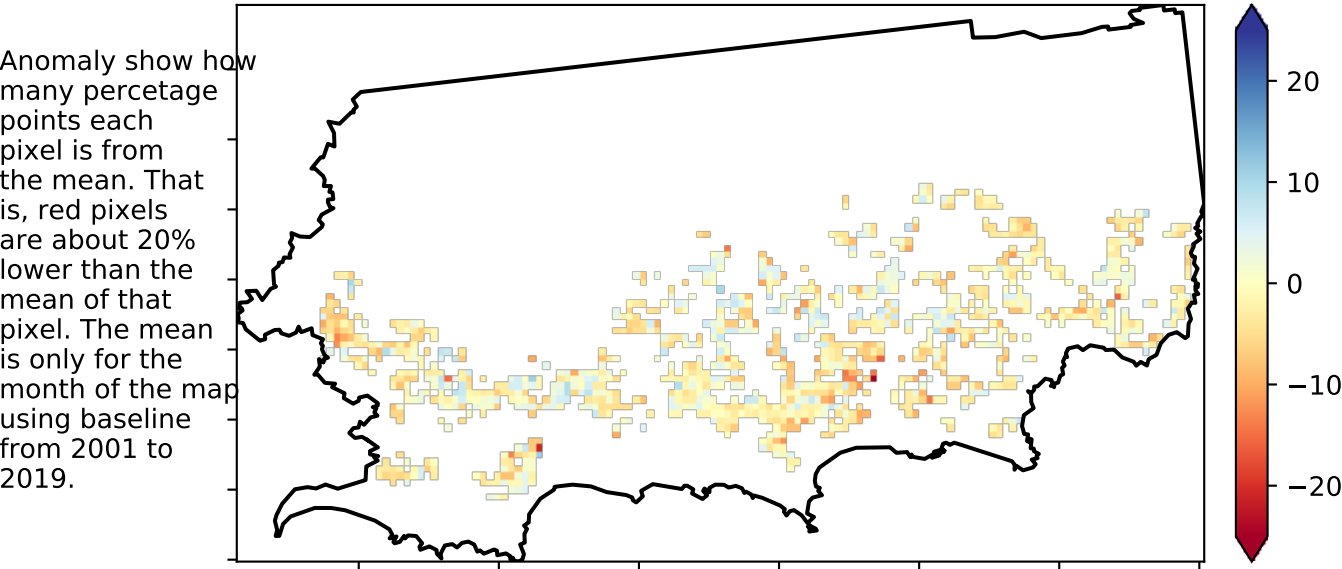 Anomaly show how
many percetage
points each
pixel is from
the mean. That
is, red pixels
are about 20%
lower than the
mean of that
pixel. The mean
is only for the
month of the map
using baseline
from 2001 to
2019.
20
10
0
−10
−20